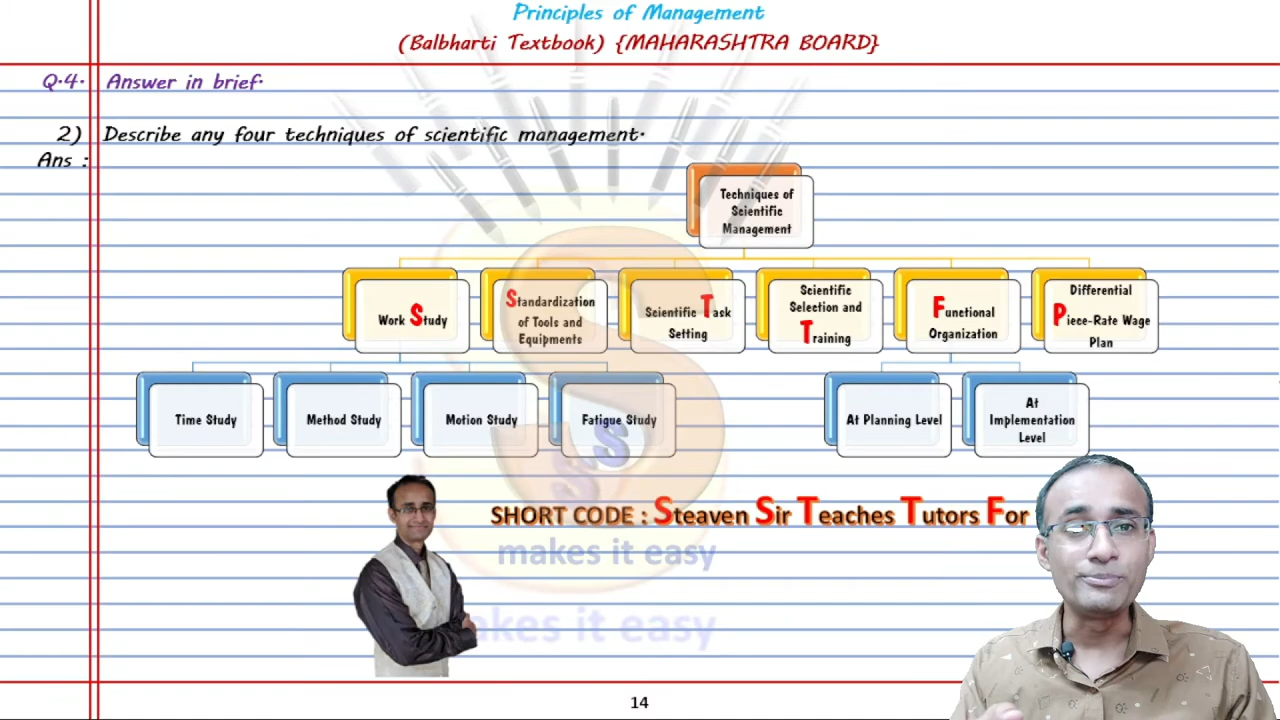 Principles of Management
(Balbharti Textbook) {MAHARASHTRA BOARD}
Q.4. Answer in brief.
2) Describe any four techniques of scientific management.
Ans :
Techniques of
Scientific
Management
Work Study
Standardization
of Tools and
Equipments
Scientific Task
Setting
Scientific
Selection and
Training
Functional
Organization
Differential
Piece-Rate Wage
Plan
Time Study
Method Study
Motion Study
Fatigue Study
At Planning Level
At
Implementation
Level
SHORT CODE : Steaven Sir Teaches Tutors For
makes it easy
makes it easy
14